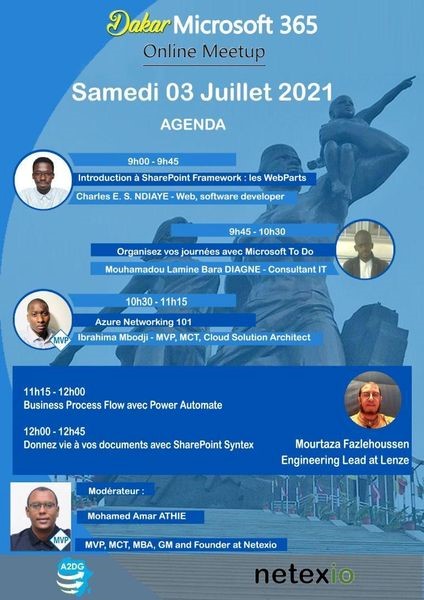 Dakar Microsoft 365
Online Meetup
Samedi 03 Juillet 2021
AGENDA
9h00 - 9h45
Introduction à SharePoint Framework : les WebParts
Charles E. S. NDIAYE - Web, software developer
9h45 - 10h30
Organisez vos journées avec Microsoft To Do
Mouhamadou Lamine Bara DIAGNE - Consultant IT
10h30 - 11h15
Azure Networking 101
MVP
Ibrahima Mbodji - MVP, MCT, Cloud Solution Architect
11h15 - 12h00
Business Process Flow avec Power Automate
12h00 - 12h45
Donnez vie à vos documents avec SharePoint Syntex
Mourtaza Fazlehoussen
Engineering Lead at Lenze
Modérateur :
Mohamed Amar ATHIE
MVP
MVP, MCT, MBA, GM and Founder at Netexio
A2DG
netexio